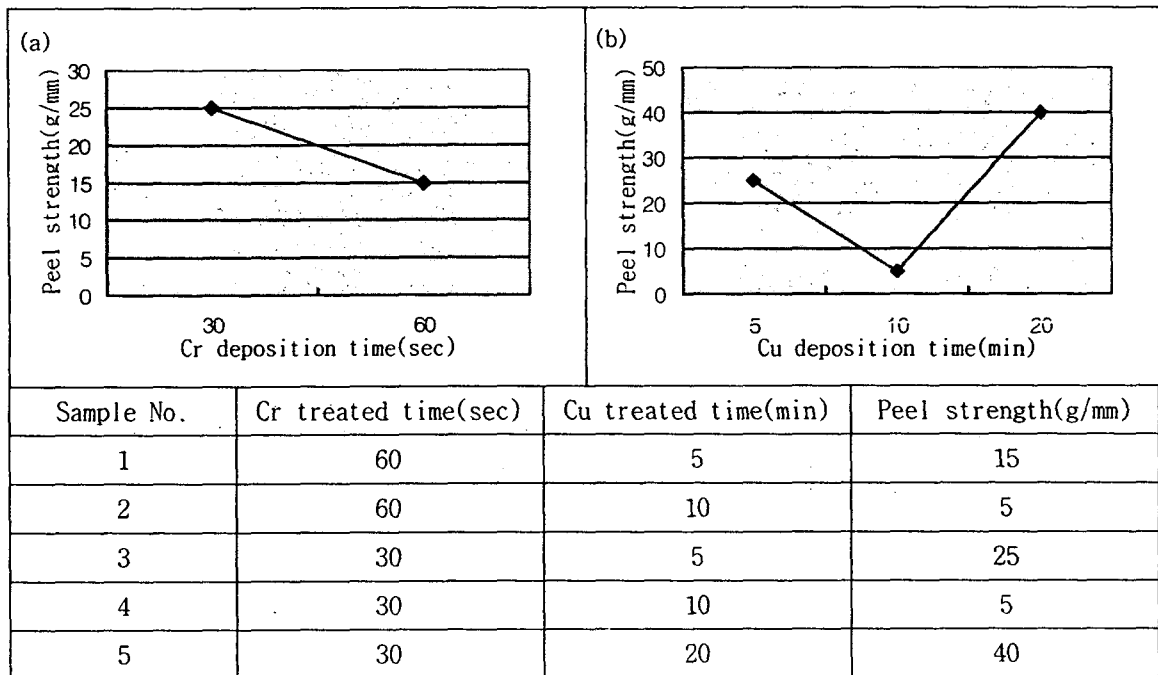 (a)
Peel strength(g/mm)
30
25
20
15
10
5
0
30 60
Cr deposition time(sec)
(b)
Peel strength(g/mm)
50
40
30
20
10
0
5 10 20
Cu deposition time(min)
Sample No. Cr treated time(sec) Cu treated time(min) Peel strength(g/mm)
1 60 5 15
2 60 10 5
3 30 5 25
4 30 10 5
5 30 20 40